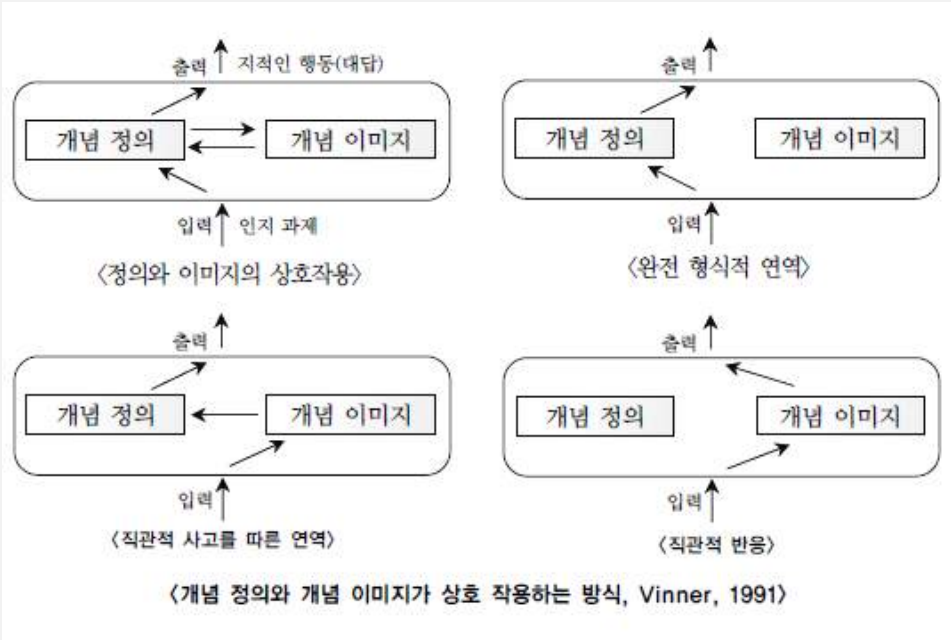 출력 지적인 행동(대답)
개념 정의
개념 이미지
입력 인지 과제
〈정의와 이미지의 상호작용〉
출력
개념 정의
개념 이미지
입력
〈완전 형식적 연역〉
출력
개념 정의
개념 이미지
입력
〈직관적 사고를 따른 연역〉
출력
개념 정의
개념 이미지
입력
〈직관적 반응〉
〈개념 정의와 개념 이미지가 상호 작용하는 방식, Vinner, 1991〉